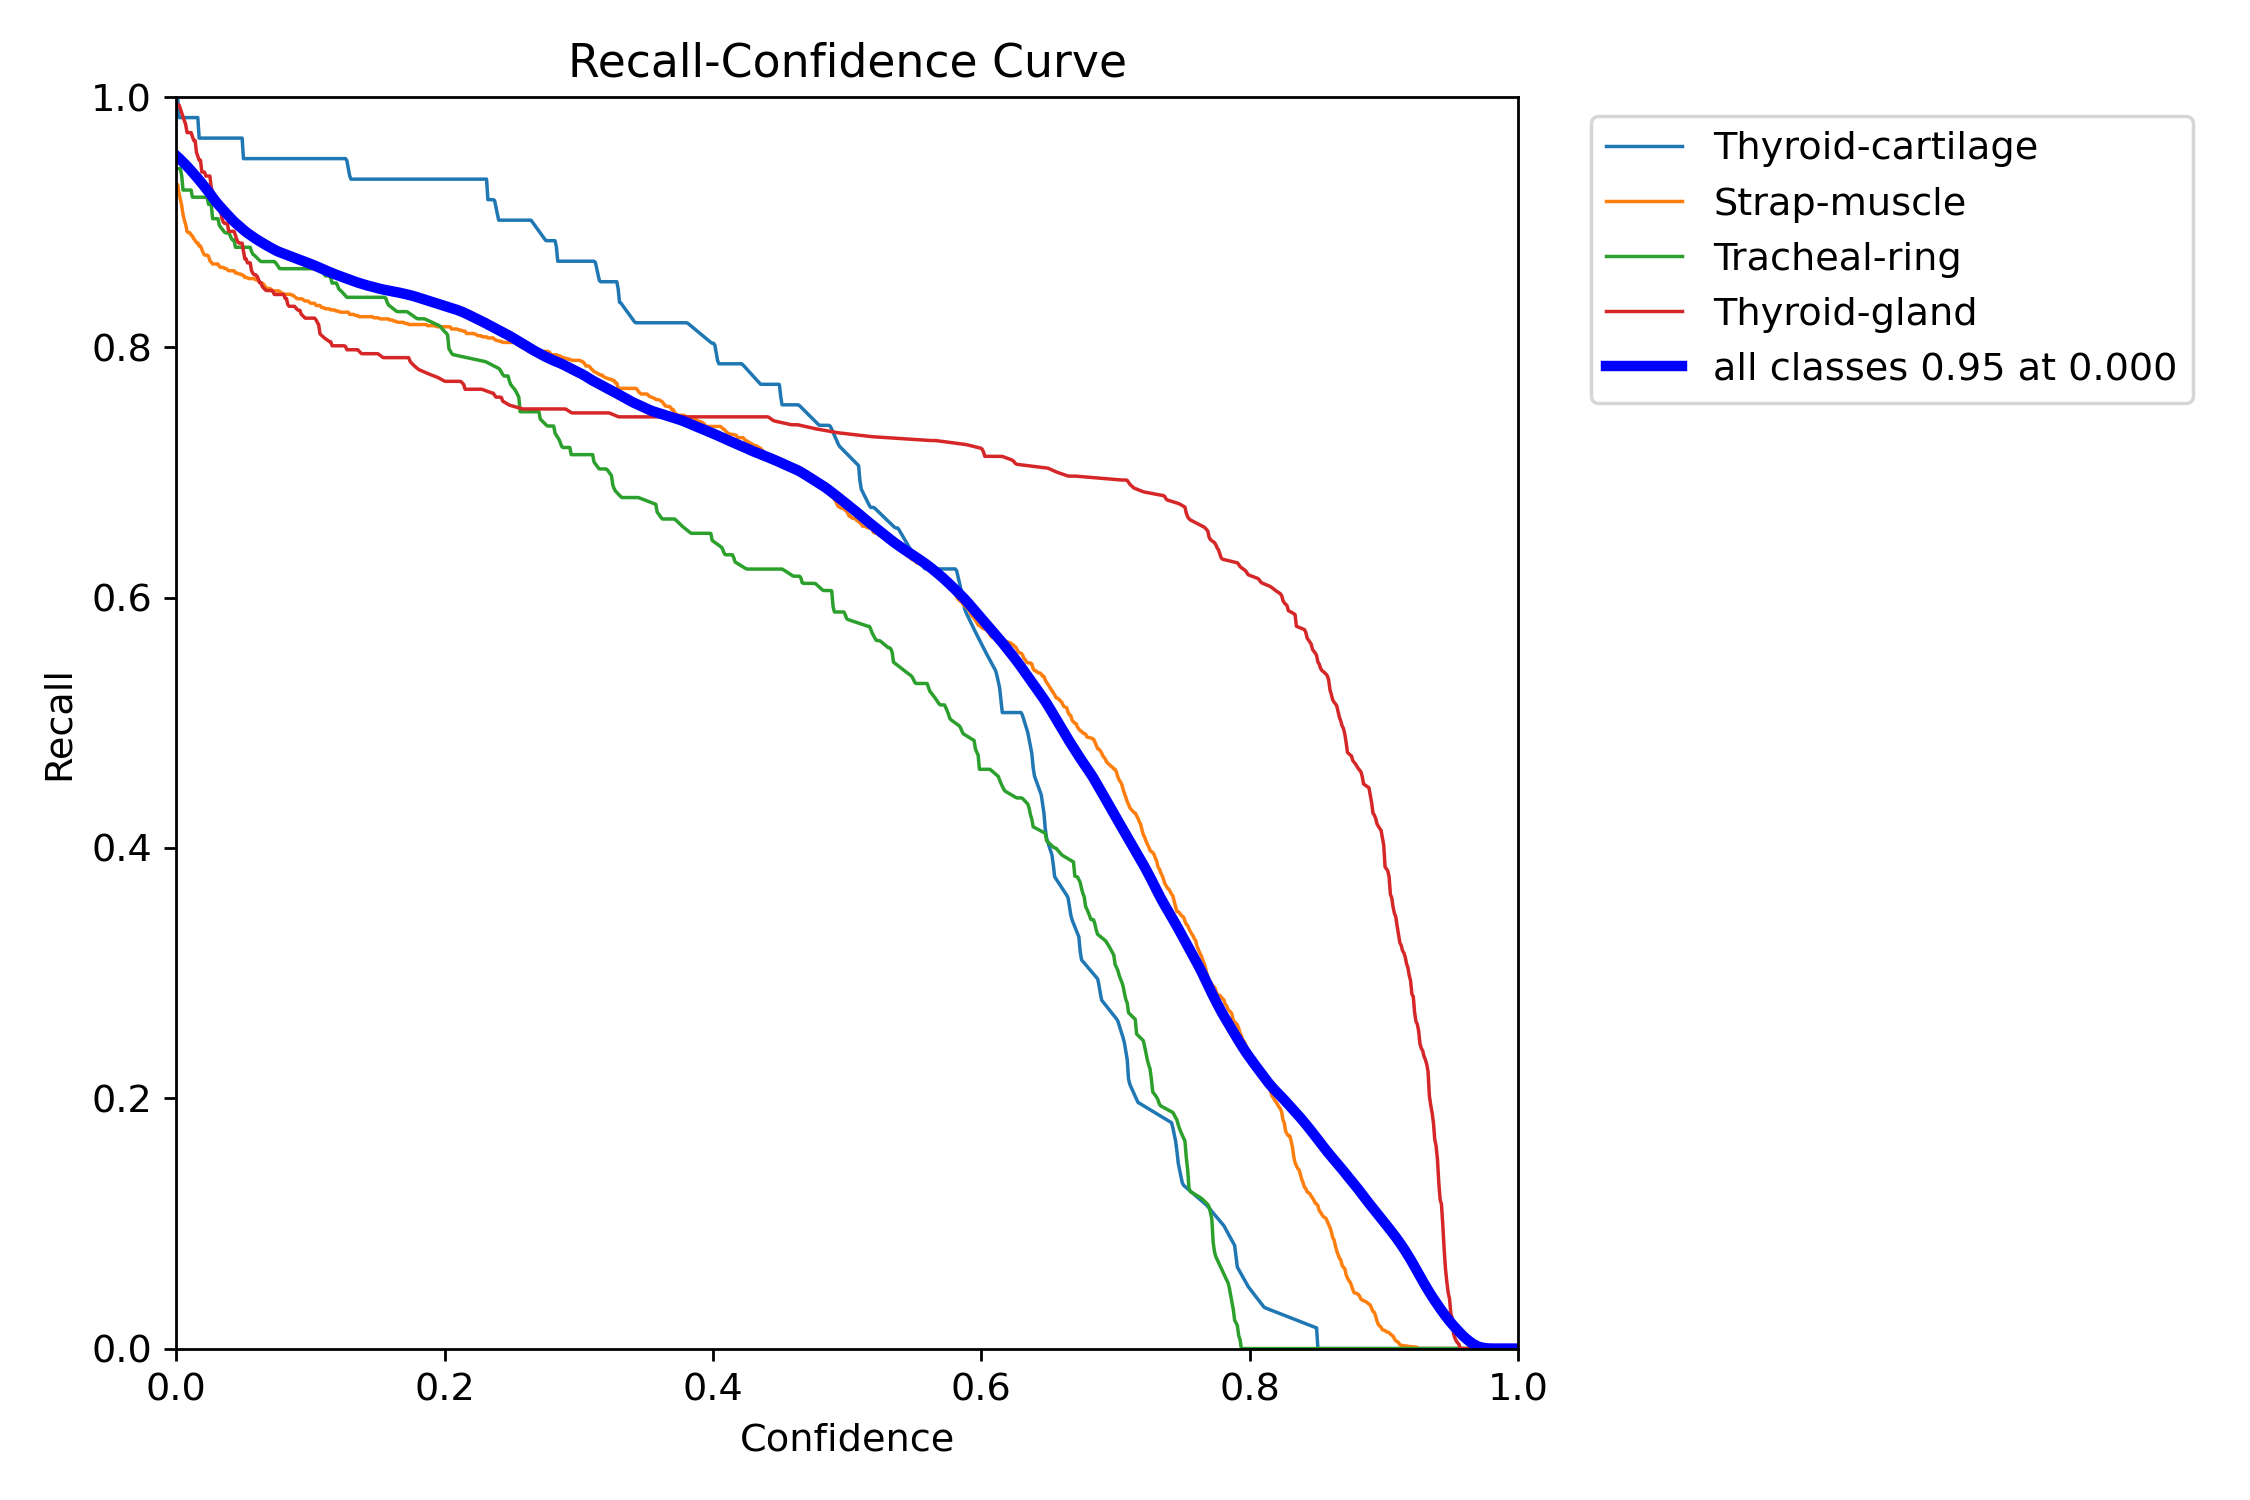 Recall-Confidence Curve
1.0
0.8
0.6
0.4
0.2
0.0
Recall
0.0 0.2 0.4 0.6 0.8 1.0
Confidence
Thyroid-cartilage
Strap-muscle
Tracheal-ring
Thyroid-gland
all classes 0.95 at 0.000